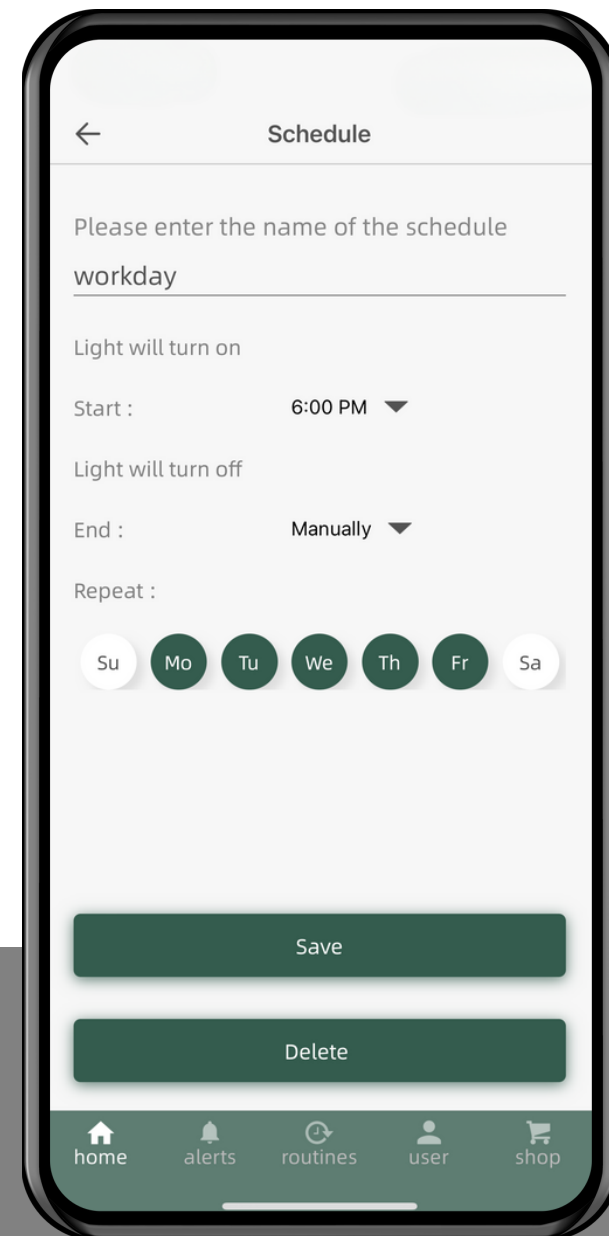 Schedule
Please enter the name of the schedule
workday
Light will turn on
Start : 6:00 PM
Light will turn off
End : Manually
Repeat :
Su Mo Tu We Th Fr Sa
Save
Delete
home alerts routines user shop